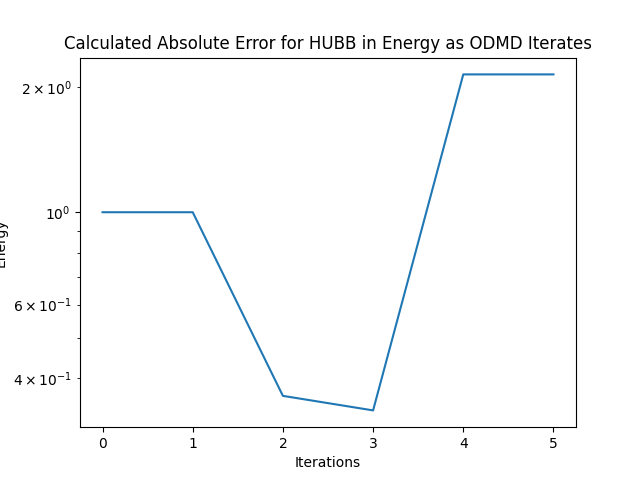 Calculated Absolute Error for HUBB in Energy as ODMD Iterates
2 × 10⁰
10⁰
6 × 10⁻¹
4 × 10⁻¹
Energy
0 1 2 3 4 5
Iterations